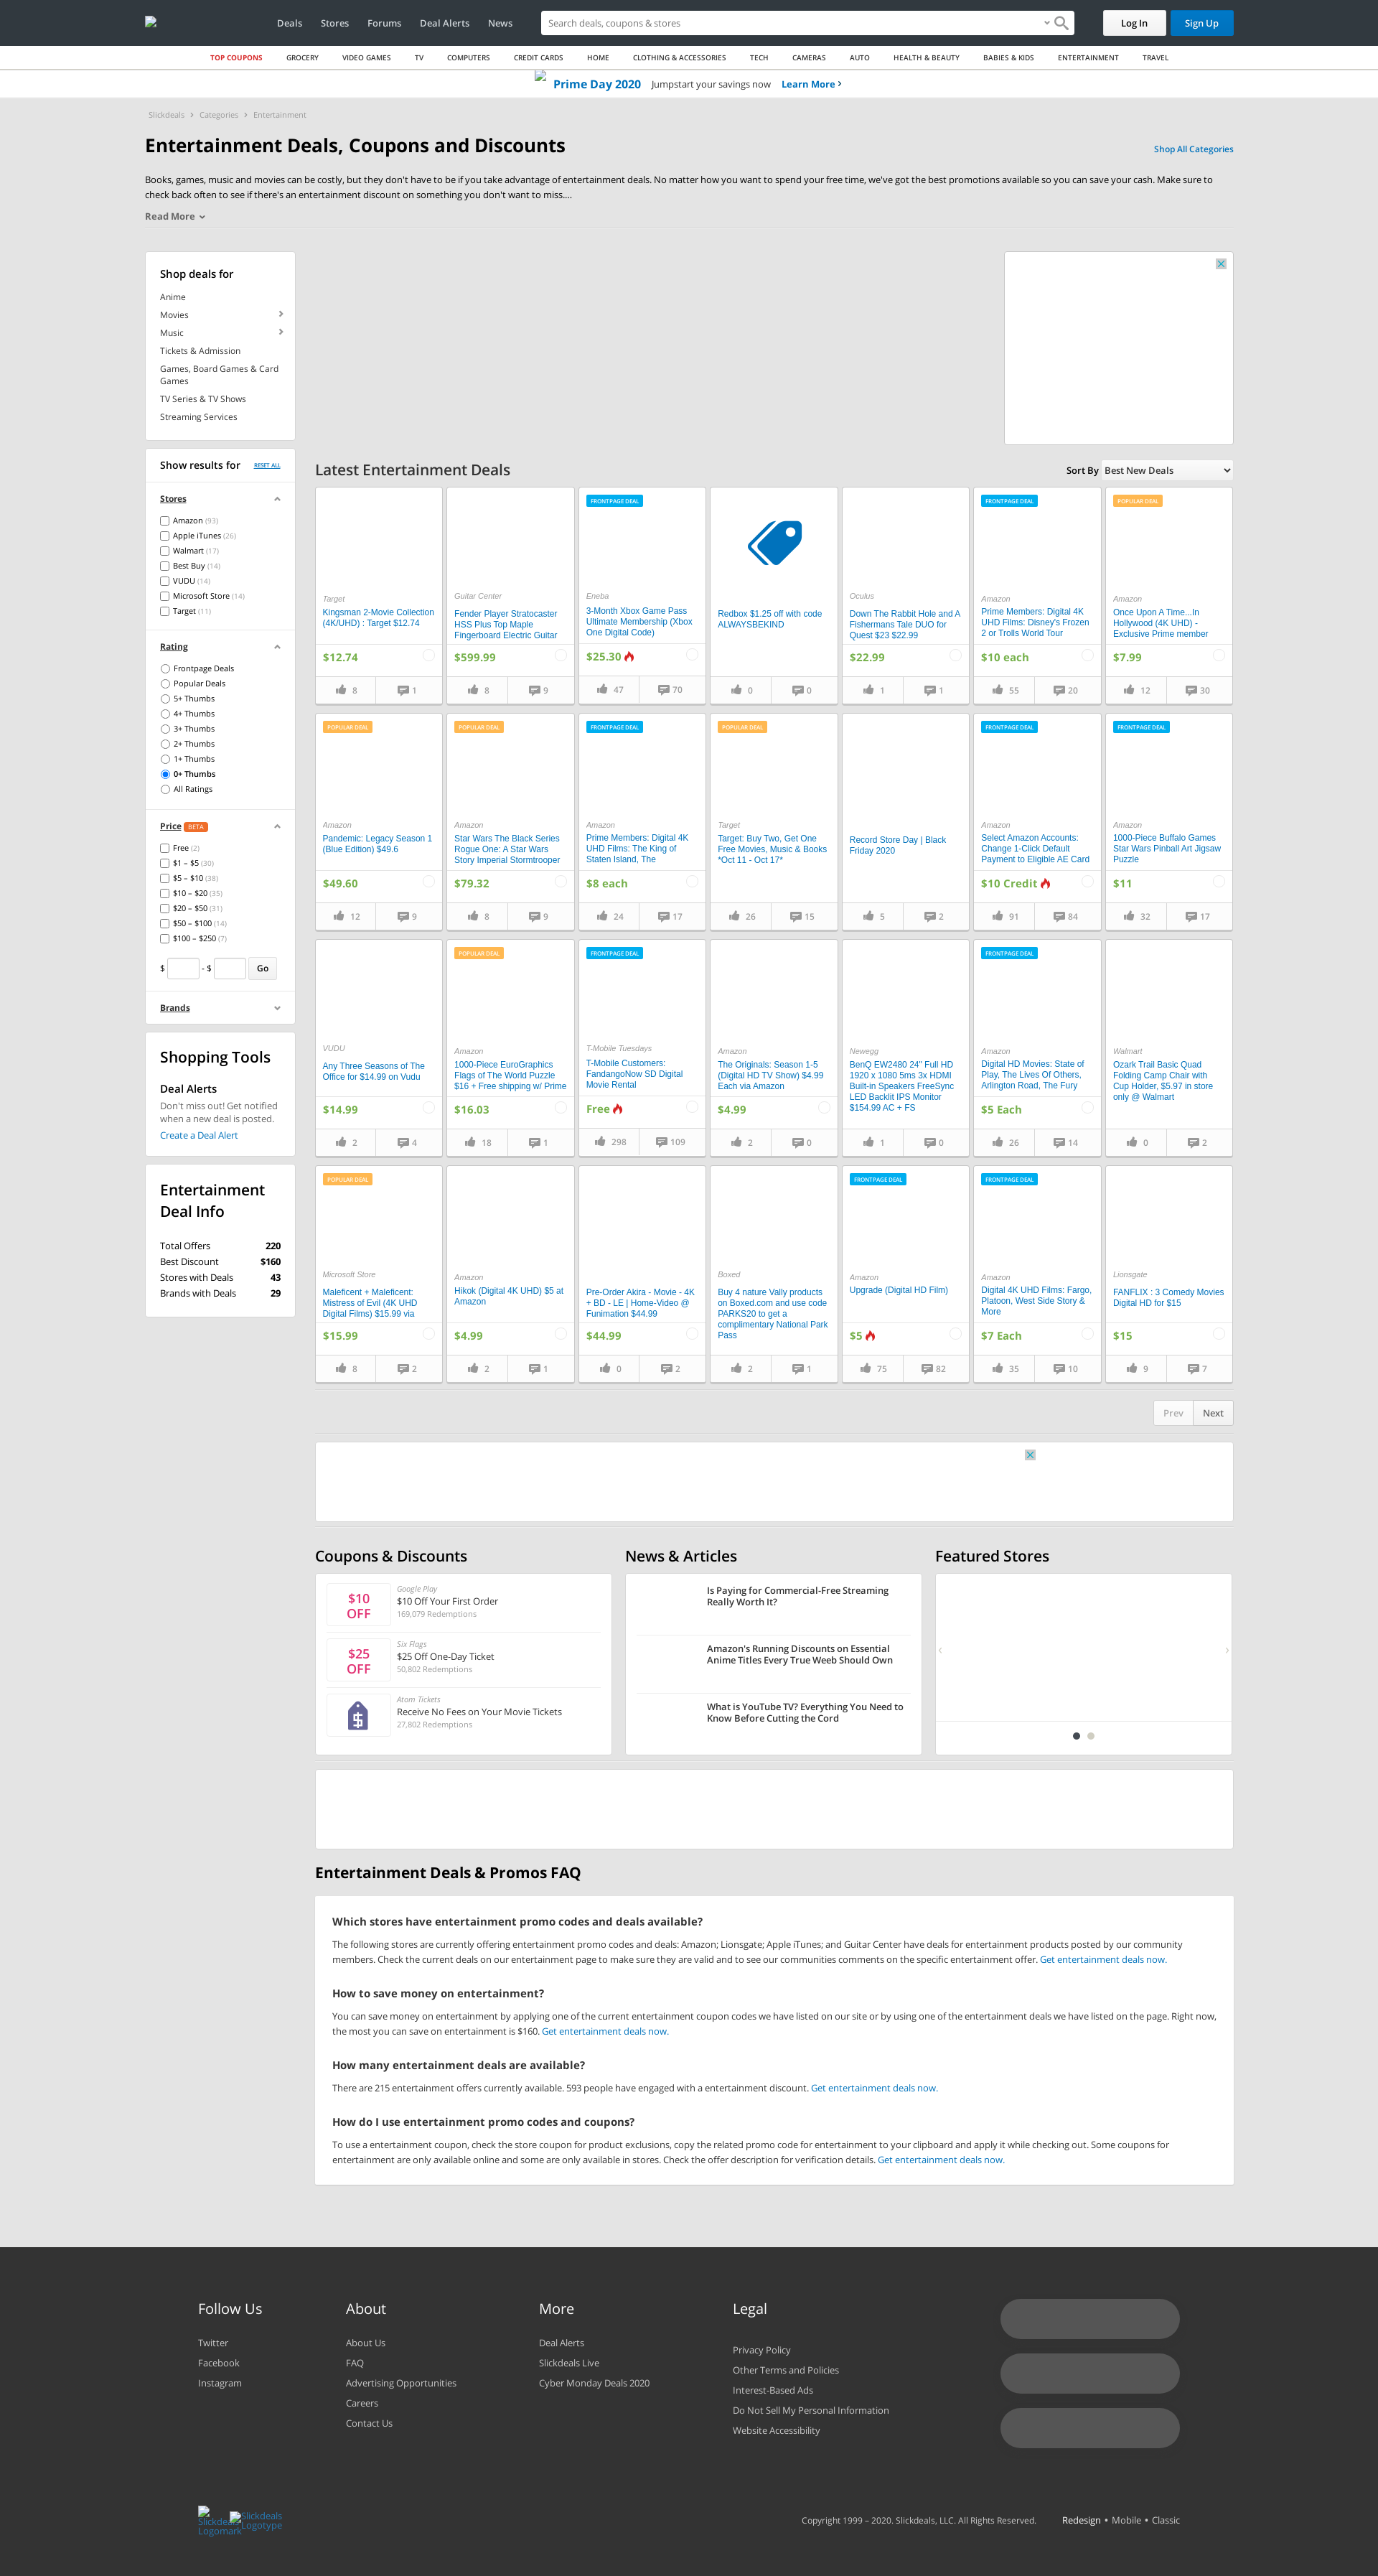 Deals
Stores
Forums
Deal Alerts
News
Search deals, coupons & stores
Log In
Sign Up
TOP COUPONS
GROCERY
VIDEO GAMES
TV
COMPUTERS
CREDIT CARDS
HOME
CLOTHING & ACCESSORIES
TECH
CAMERAS
AUTO
HEALTH & BEAUTY
BABIES & KIDS
ENTERTAINMENT
TRAVEL
Prime Day 2020
Jumpstart your savings now
Learn More
Slickdeals
Categories
Entertainment
Entertainment Deals, Coupons and Discounts
Shop All Categories
Books, games, music and movies can be costly, but they don't have to be if you take advantage of entertainment deals. No matter how you want to spend your free time, we've got the best promotions available so you can save your cash. Make sure to
check back often to see if there's an entertainment discount on something you don't want to miss....
Read More
Shop deals for
Anime
Movies
Music
Tickets & Admission
Games, Board Games & Card
Games
TV Series & TV Shows
Streaming Services
Show results for
RESET ALL
Stores
Amazon (93)
Apple iTunes (26)
Walmart (17)
Best Buy (14)
VUDU (14)
Microsoft Store (14)
Target (11)
Rating
Frontpage Deals
Popular Deals
5+ Thumbs
4+ Thumbs
3+ Thumbs
2+ Thumbs
1+ Thumbs
0+ Thumbs
All Ratings
Price BETA
Free (2)
$1 – $5 (30)
$5 – $10 (38)
$10 – $20 (35)
$20 – $50 (31)
$50 – $100 (14)
$100 – $250 (7)
$ - $ Go
Brands
Shopping Tools
Deal Alerts
Don't miss out! Get notified
when a new deal is posted.
Create a Deal Alert
Entertainment
Deal Info
Total Offers 220
Best Discount $160
Stores with Deals 43
Brands with Deals 29
Latest Entertainment Deals
Sort By Best New Deals
Target
Kingsman 2-Movie Collection
(4K/UHD) : Target $12.74
$12.74
8
1
Guitar Center
Fender Player Stratocaster
HSS Plus Top Maple
Fingerboard Electric Guitar
$599.99
8
9
FRONTPAGE DEAL
Eneba
3-Month Xbox Game Pass
Ultimate Membership (Xbox
One Digital Code)
$25.30
47
70
Redbox $1.25 off with code
ALWAYSBEKIND
0
0
Oculus
Down The Rabbit Hole and A
Fishermans Tale DUO for
Quest $23 $22.99
$22.99
1
1
FRONTPAGE DEAL
Amazon
Prime Members: Digital 4K
UHD Films: Disney's Frozen
2 or Trolls World Tour
$10 each
55
20
POPULAR DEAL
Amazon
Once Upon A Time...In
Hollywood (4K UHD) -
Exclusive Prime member
$7.99
12
30
POPULAR DEAL
Amazon
Pandemic: Legacy Season 1
(Blue Edition) $49.6
$49.60
12
9
POPULAR DEAL
Amazon
Star Wars The Black Series
Rogue One: A Star Wars
Story Imperial Stormtrooper
$79.32
8
9
FRONTPAGE DEAL
Amazon
Prime Members: Digital 4K
UHD Films: The King of
Staten Island, The
$8 each
24
17
POPULAR DEAL
Target
Target: Buy Two, Get One
Free Movies, Music & Books
*Oct 11 - Oct 17*
26
15
Record Store Day | Black
Friday 2020
5
2
FRONTPAGE DEAL
Amazon
Select Amazon Accounts:
Change 1-Click Default
Payment to Eligible AE Card
$10 Credit
91
84
FRONTPAGE DEAL
Amazon
1000-Piece Buffalo Games
Star Wars Pinball Art Jigsaw
Puzzle
$11
32
17
VUDU
Any Three Seasons of The
Office for $14.99 on Vudu
$14.99
2
4
POPULAR DEAL
Amazon
1000-Piece EuroGraphics
Flags of The World Puzzle
$16 + Free shipping w/ Prime
$16.03
18
1
FRONTPAGE DEAL
T-Mobile Tuesdays
T-Mobile Customers:
FandangoNow SD Digital
Movie Rental
Free
298
109
Amazon
The Originals: Season 1-5
(Digital HD TV Show) $4.99
Each via Amazon
$4.99
2
0
Newegg
BenQ EW2480 24" Full HD
1920 x 1080 5ms 3x HDMI
Built-in Speakers FreeSync
LED Backlit IPS Monitor
$154.99 AC + FS
1
0
FRONTPAGE DEAL
Amazon
Digital HD Movies: State of
Play, The Lives Of Others,
Arlington Road, The Fury
$5 Each
26
14
Walmart
Ozark Trail Basic Quad
Folding Camp Chair with
Cup Holder, $5.97 in store
only @ Walmart
0
2
POPULAR DEAL
Microsoft Store
Maleficent + Maleficent:
Mistress of Evil (4K UHD
Digital Films) $15.99 via
$15.99
8
2
Amazon
Hikok (Digital 4K UHD) $5 at
Amazon
$4.99
2
1
Pre-Order Akira - Movie - 4K
+ BD - LE | Home-Video @
Funimation $44.99
$44.99
0
2
Boxed
Buy 4 nature Vally products
on Boxed.com and use code
PARKS20 to get a
complimentary National Park
Pass
2
1
FRONTPAGE DEAL
Amazon
Upgrade (Digital HD Film)
$5
75
82
FRONTPAGE DEAL
Amazon
Digital 4K UHD Films: Fargo,
Platoon, West Side Story &
More
$7 Each
35
10
Lionsgate
FANFLIX : 3 Comedy Movies
Digital HD for $15
$15
9
7
Prev
Next
Coupons & Discounts
$10
OFF
Google Play
$10 Off Your First Order
169,079 Redemptions
$25
OFF
Six Flags
$25 Off One-Day Ticket
50,802 Redemptions
Atom Tickets
Receive No Fees on Your Movie Tickets
27,802 Redemptions
News & Articles
Is Paying for Commercial-Free Streaming
Really Worth It?
Amazon's Running Discounts on Essential
Anime Titles Every True Weeb Should Own
What is YouTube TV? Everything You Need to
Know Before Cutting the Cord
Featured Stores
Entertainment Deals & Promos FAQ
Which stores have entertainment promo codes and deals available?
The following stores are currently offering entertainment promo codes and deals: Amazon; Lionsgate; Apple iTunes; and Guitar Center have deals for entertainment products posted by our community
members. Check the current deals on our entertainment page to make sure they are valid and to see our communities comments on the specific entertainment offer. Get entertainment deals now.
How to save money on entertainment?
You can save money on entertainment by applying one of the current entertainment coupon codes we have listed on our site or by using one of the entertainment deals we have listed on the page. Right now,
the most you can save on entertainment is $160. Get entertainment deals now.
How many entertainment deals are available?
There are 215 entertainment offers currently available. 593 people have engaged with a entertainment discount. Get entertainment deals now.
How do I use entertainment promo codes and coupons?
To use a entertainment coupon, check the store coupon for product exclusions, copy the related promo code for entertainment to your clipboard and apply it while checking out. Some coupons for
entertainment are only available online and some are only available in stores. Check the offer description for verification details. Get entertainment deals now.
Follow Us
Twitter
Facebook
Instagram
About
About Us
FAQ
Advertising Opportunities
Careers
Contact Us
More
Deal Alerts
Slickdeals Live
Cyber Monday Deals 2020
Legal
Privacy Policy
Other Terms and Policies
Interest-Based Ads
Do Not Sell My Personal Information
Website Accessibility
Slickdeals
Logomark
Slickdeals
Logotype
Copyright 1999 – 2020. Slickdeals, LLC. All Rights Reserved.
Redesign • Mobile • Classic